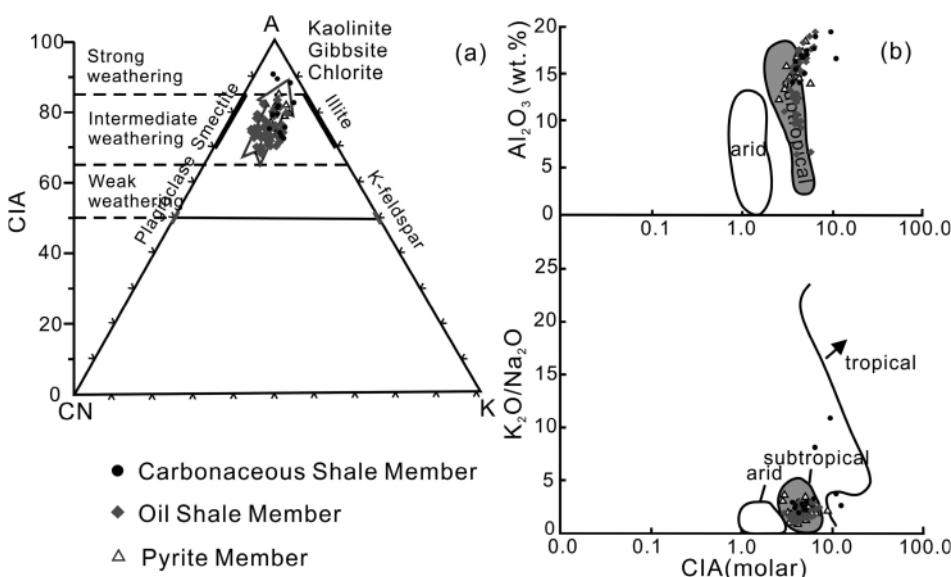 A
Kaolinite
Gibbsite
Chlorite
(a)
100
80
60
40
20
0
CIA
Strong
weathering
Intermediate
weathering
Weak
weathering
Plagioclase
Smectite
Illite
K-feldspar
CN
K
● Carbonaceous Shale Member
◆ Oil Shale Member
△ Pyrite Member
(b)
20
15
10
5
0
Al₂O₃ (wt.%)
arid
subtropical
0.1
1.0
10.0
100.0
25
20
15
10
5
0
K₂O/Na₂O
tropical
subtropical
arid
0.0
0.1
1.0
10.0
100.0
CIA(molar)